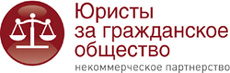 Юристы
за гражданское
общество
некоммерческое партнерство